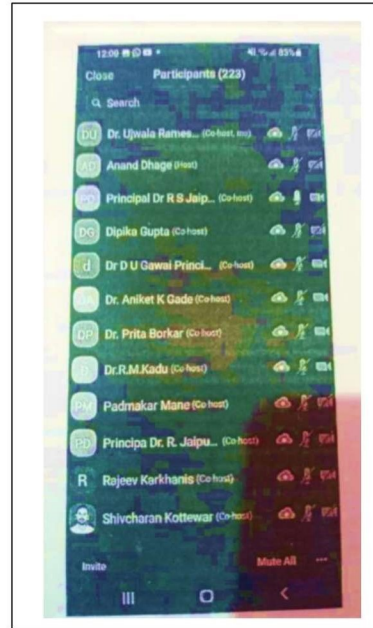 12:09
85%
Close Participants (223)
Search
DU Dr. Ujwala Rames... (Co-host, me)
AD Anand Dhage (Host)
Principal Dr R S Jaip... (Co-host)
DG Dipika Gupta (Co-host)
d Dr D U Gawai Princi... (Co-host)
Dr. Aniket K Gade (Co-host)
DP Dr. Prita Borkar (Co-host)
D Dr.R.M.Kadu (Co-host)
PM Padmakar Mane (Co-host)
PD Principa Dr. R. Jaipu... (Co-host)
R Rajeev Karkhanis (Co-host)
Shivcharan Kottewar (Co-host)
Invite Mute All ...